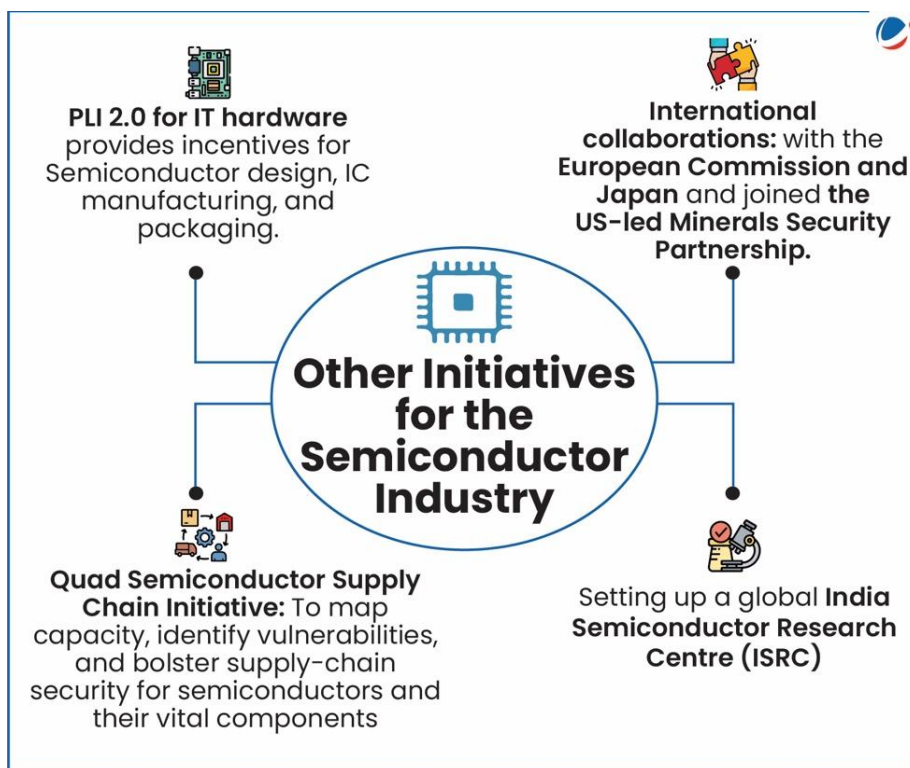 PLI 2.0 for IT hardware
provides incentives for
Semiconductor design, IC
manufacturing, and
packaging.
International
collaborations: with the
European Commission and
Japan and joined the
US-led Minerals Security
Partnership.
Other Initiatives
for the
Semiconductor
Industry
Quad Semiconductor Supply
Chain Initiative: To map
capacity, identify vulnerabilities,
and bolster supply-chain
security for semiconductors and
their vital components
Setting up a global India
Semiconductor Research
Centre (ISRC)